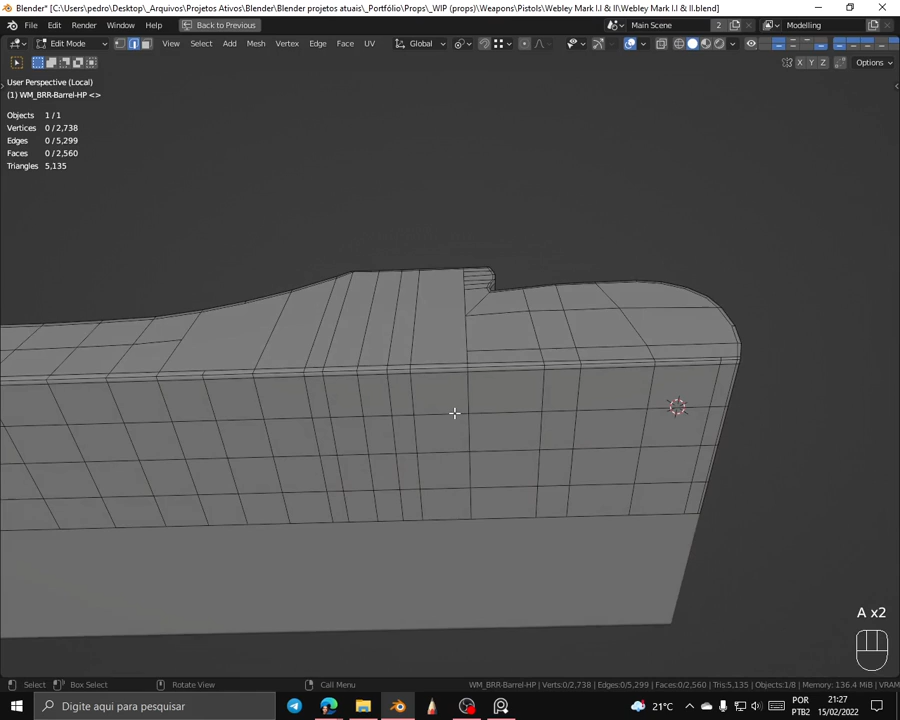 Blender* [C:\Users\pedro\Desktop\_Arquivos\Projetos Ativos\Blender\Blender projetos atuais\_Portfólio\Props\_WIP (props)\Weapons\Pistols\Webley Mark I.I & II\Webley Mark I.I & II.blend]
File Edit Render Window Help Back to Previous Main Scene 2 Modelling
Edit Mode View Select Add Mesh Vertex Edge Face UV Global
X Y Z Options
User Perspective (Local)
(1) WM_BRR-Barrel-HP <>
Objects 1/1
Vertices 0/2,738
Edges 0/5,299
Faces 0/2,560
Triangles 5,135
A x2
Select Box Select Rotate View Call Menu WM_BRR-Barrel-HP | Verts:0/2,738 | Edges:0/5,299 | Faces:0/2,560 | Tris:5,135 | Objects:1/8 | Memory: 136.4 MiB | VRAM
Digite aqui para pesquisar 21°C POR PTB2 21:27 15/02/2022